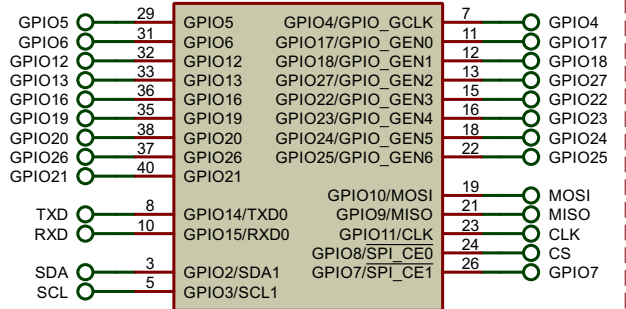 GPIO5 29 GPIO5 GPIO4/GPIO_GCLK 7 GPIO4
GPIO6 31 GPIO6 GPIO17/GPIO_GEN0 11 GPIO17
GPIO12 32 GPIO12 GPIO18/GPIO_GEN1 12 GPIO18
GPIO13 33 GPIO13 GPIO27/GPIO_GEN2 13 GPIO27
GPIO16 36 GPIO16 GPIO22/GPIO_GEN3 15 GPIO22
GPIO19 35 GPIO19 GPIO23/GPIO_GEN4 16 GPIO23
GPIO20 38 GPIO20 GPIO24/GPIO_GEN5 18 GPIO24
GPIO26 37 GPIO26 GPIO25/GPIO_GEN6 22 GPIO25
GPIO21 40 GPIO21
GPIO10/MOSI 19 MOSI
TXD 8 GPIO14/TXD0 GPIO9/MISO 21 MISO
RXD 10 GPIO15/RXD0 GPIO11/CLK 23 CLK
GPIO8/SPI_CE0 24 CS
SDA 3 GPIO2/SDA1 GPIO7/SPI_CE1 26 GPIO7
SCL 5 GPIO3/SCL1